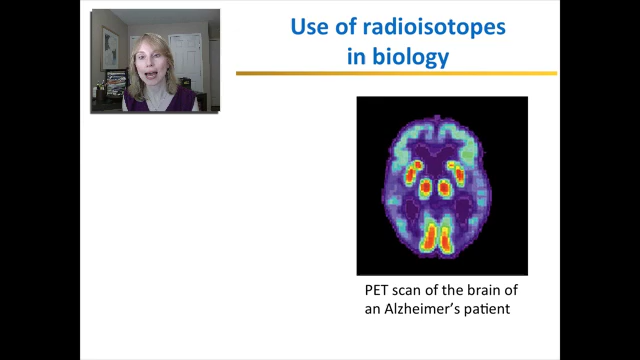 Use of radioisotopes
in biology
PET scan of the brain of
an Alzheimer's patient